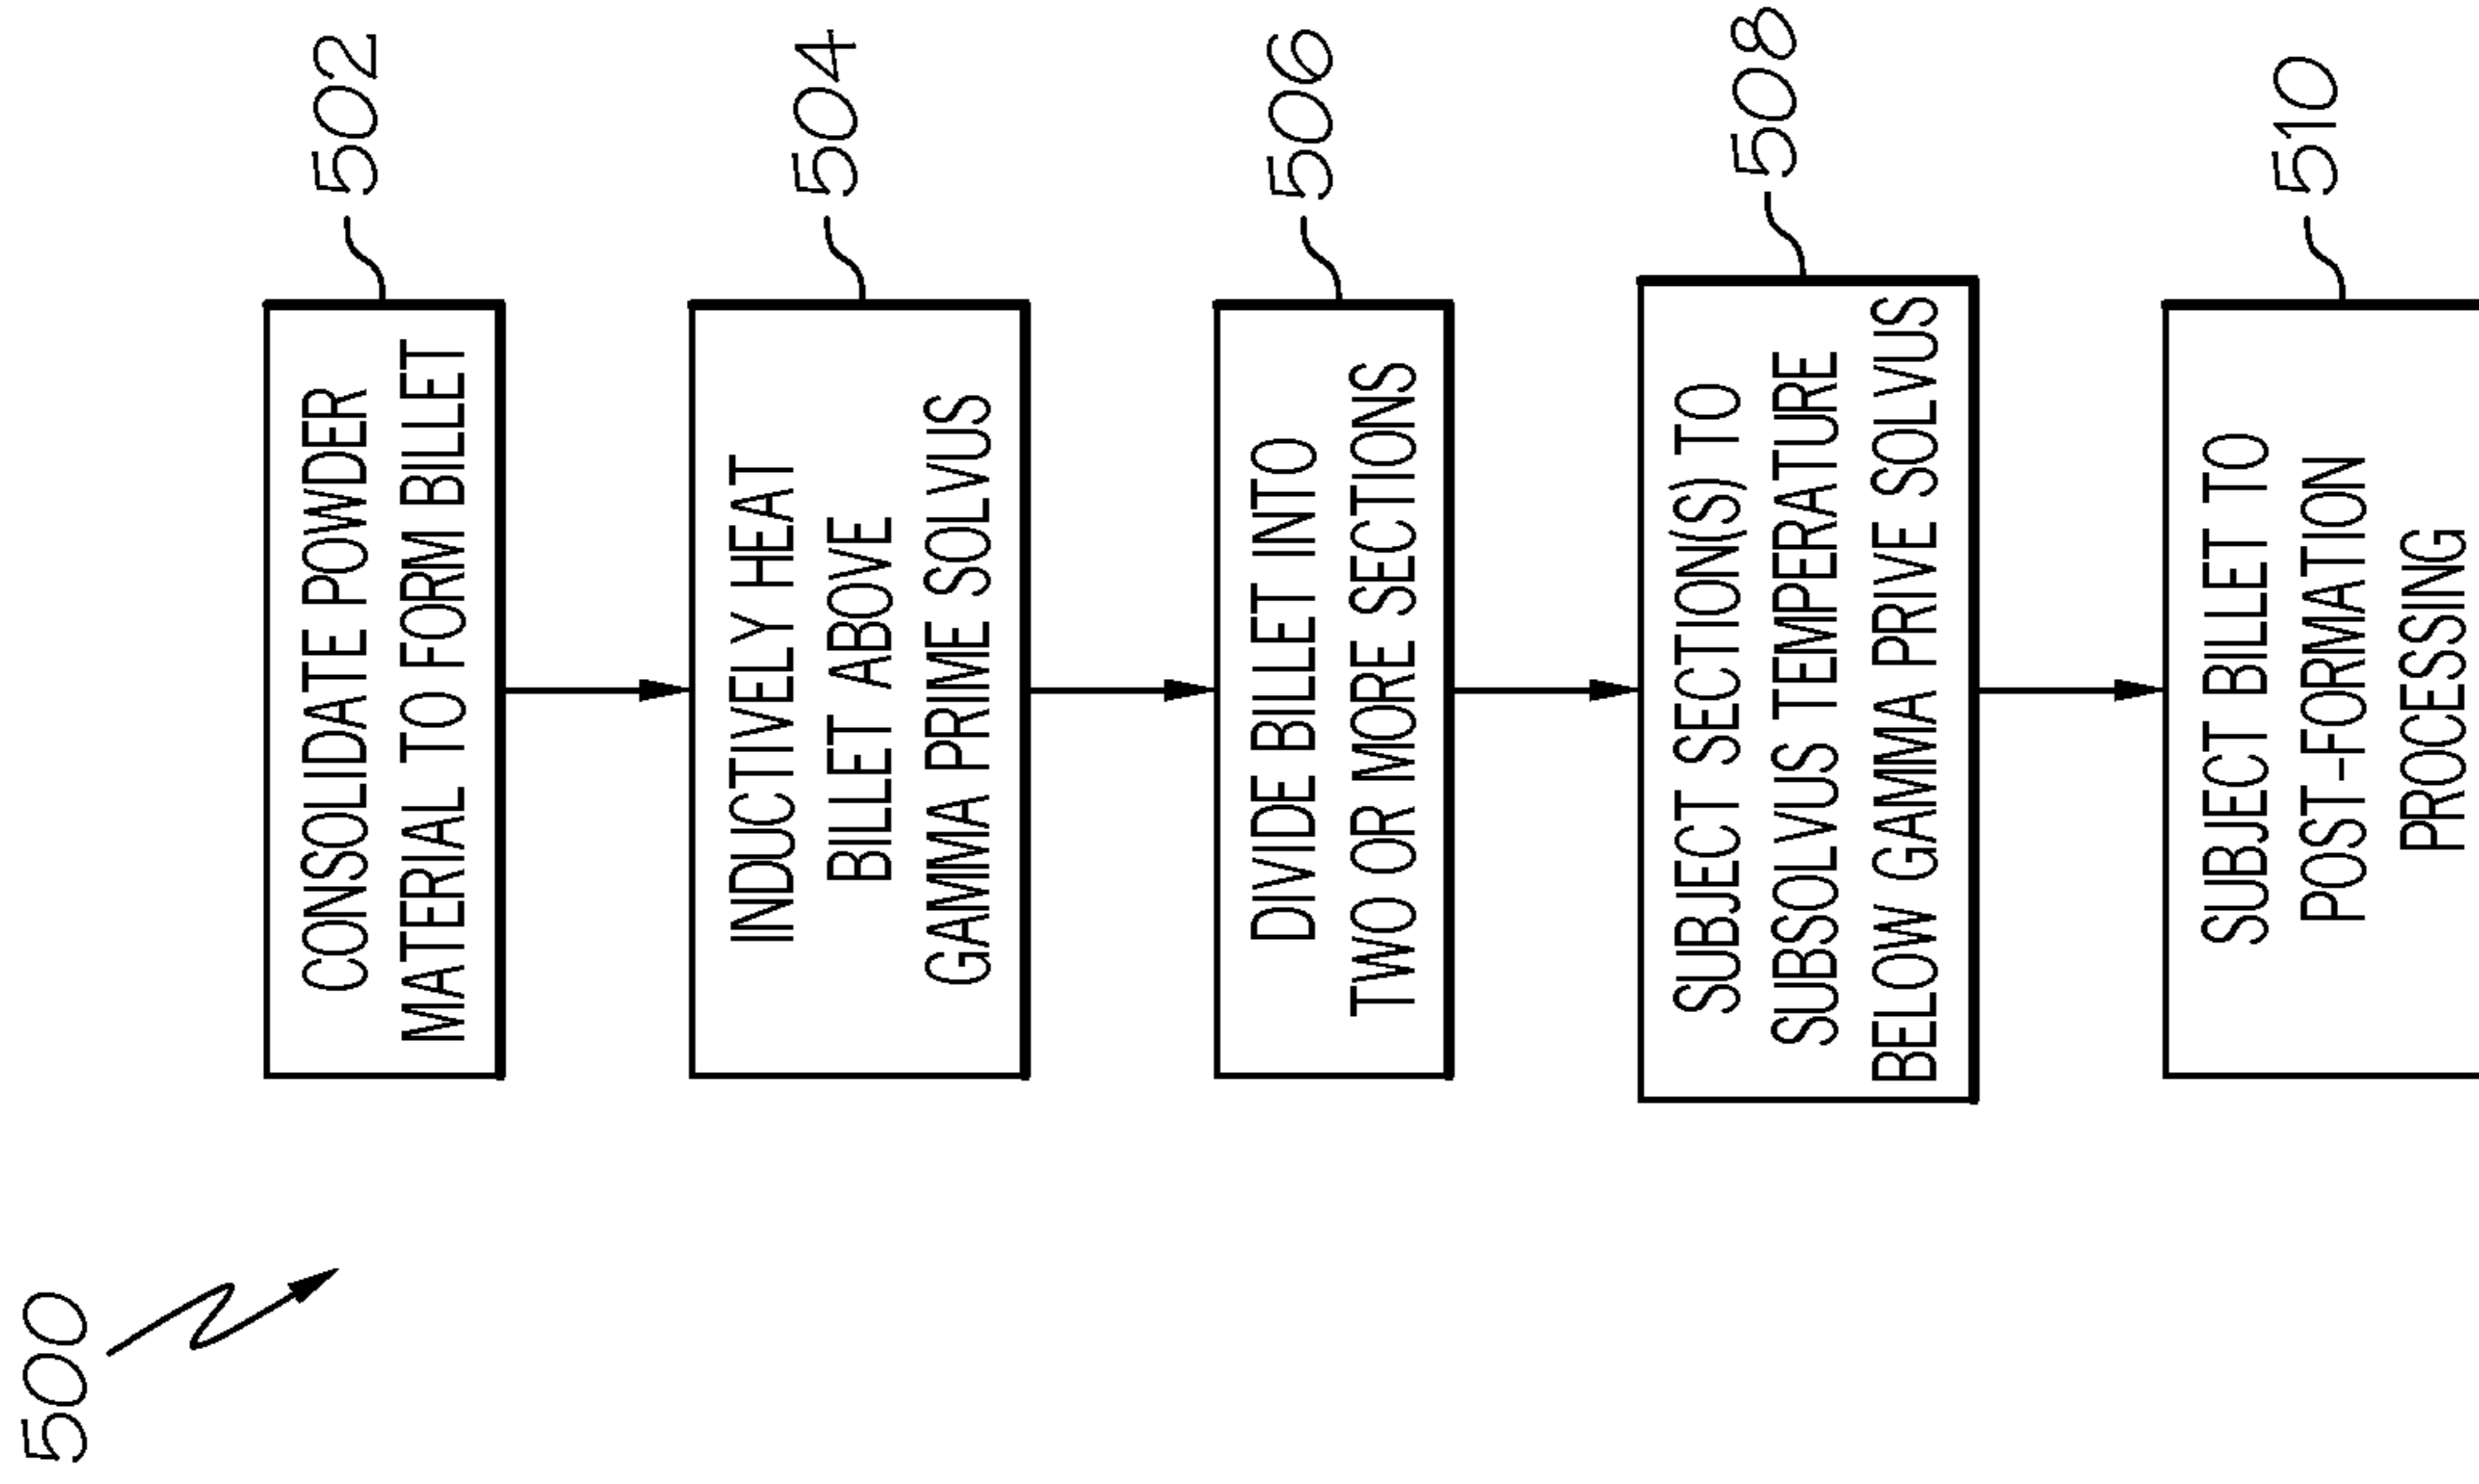 500
502
CONSOLIDATE POWDER
MATERIAL TO FORM BILLET
504
INDUCTIVELY HEAT
BILLET ABOVE
GAMMA PRIME SOLVUS
506
DIVIDE BILLET INTO
TWO OR MORE SECTIONS
508
SUBJECT SECTION(S) TO
SUBSOLVUS TEMPERATURE
BELOW GAMMA PRIVE SOLVUS
510
SUBJECT BILLET TO
POST-FORMATION
PROCESSING